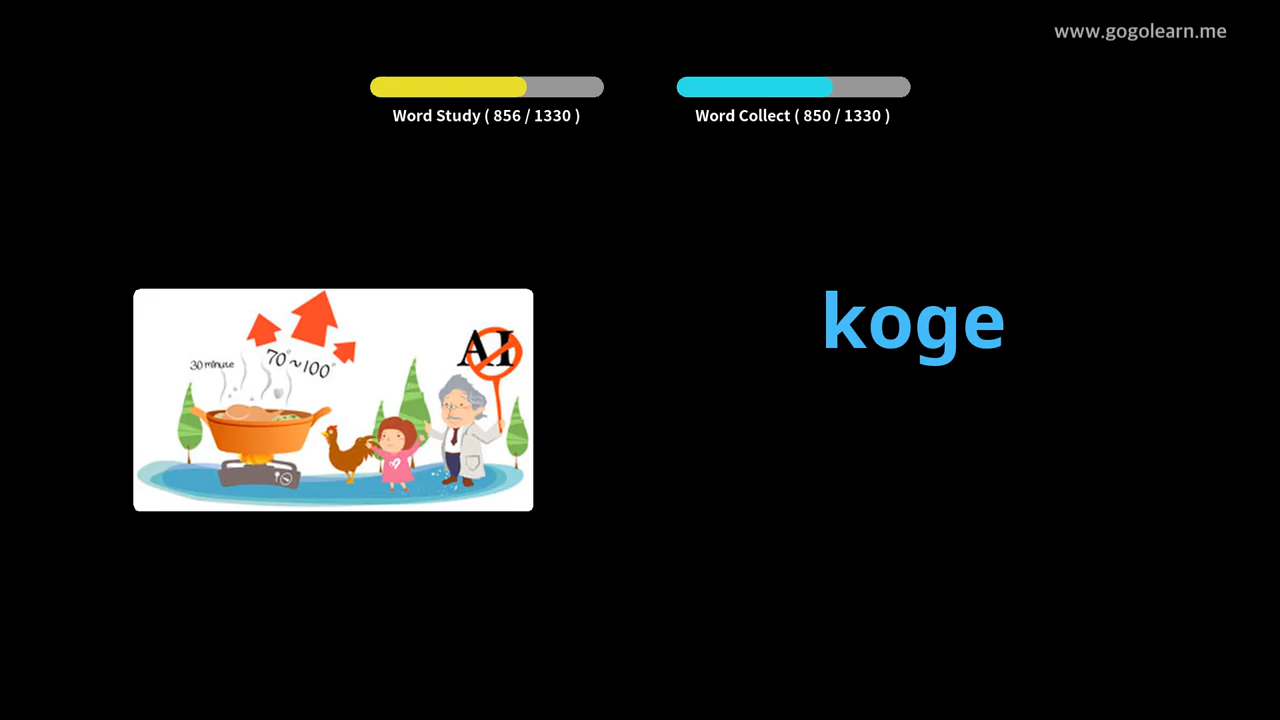 www.gogolearn.me
Word Study ( 856 / 1330 )
Word Collect ( 850 / 1330 )
koge
30 minute
70°~100°
AI